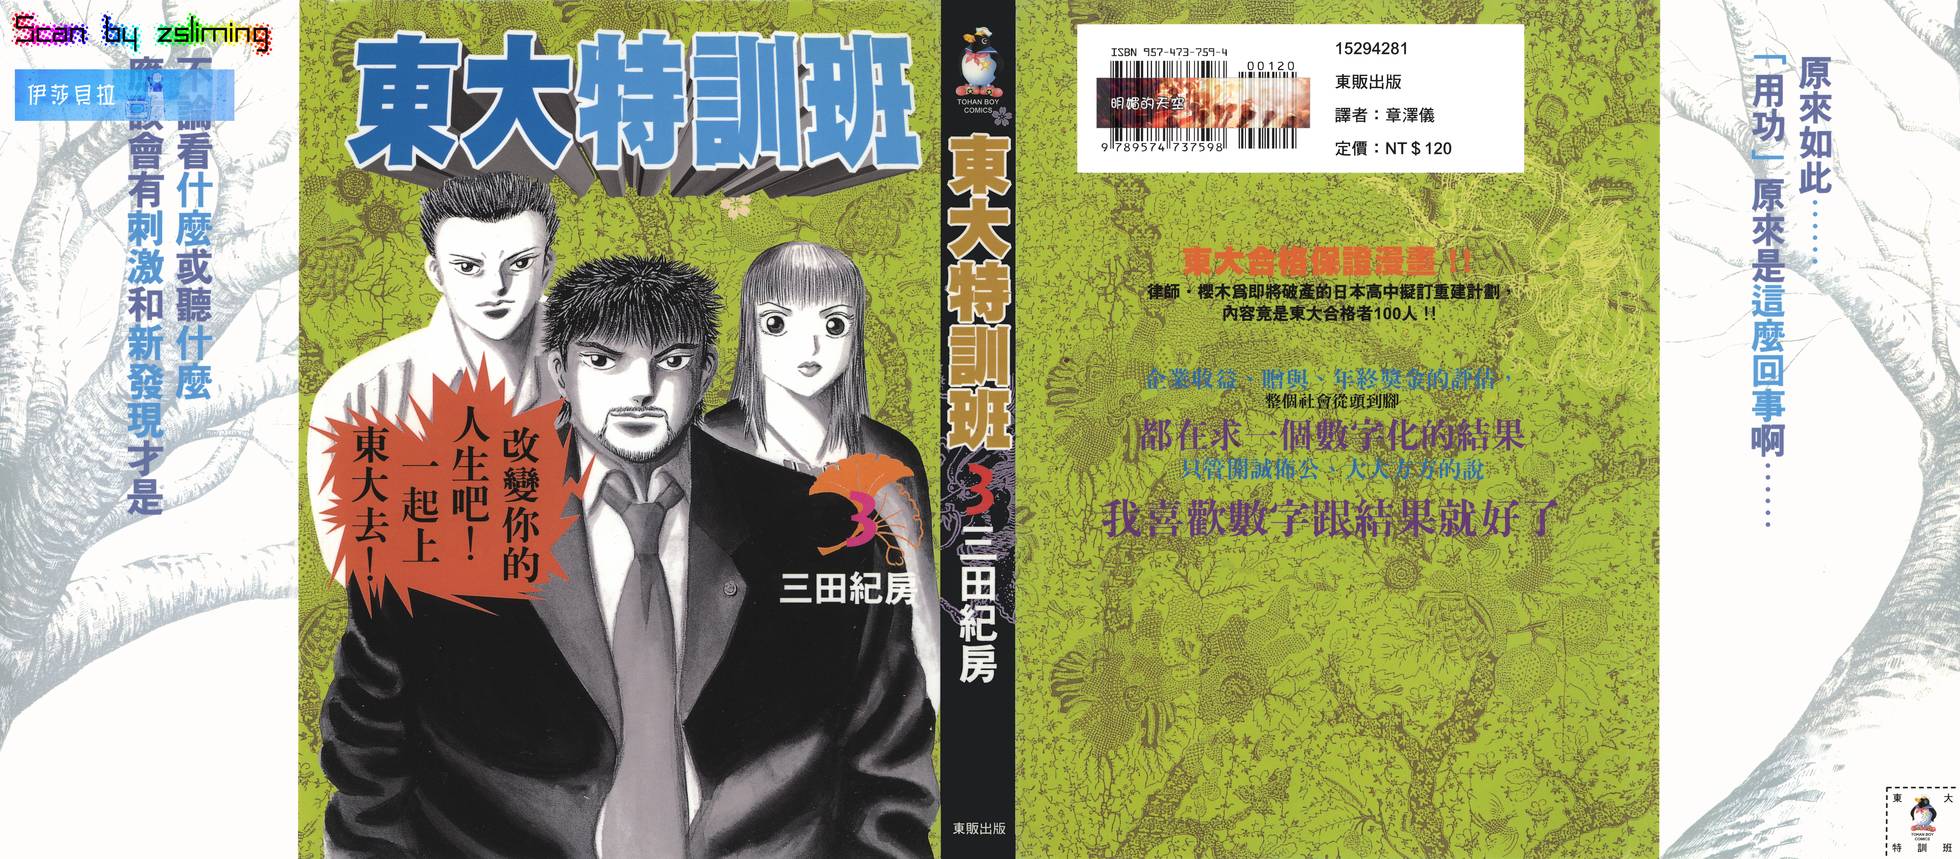 Scan by zsliming
伊莎貝拉
不論看什麼或聽什麼
應該會有刺激和新發現才是
東大特訓班
改變你的
人生吧！
一起上
東大去！
3
三田紀房
TOHAN BOY
COMICS
東大特訓班
3
三田紀房
東販出版
ISBN 957-473-759-4
00120
明媚的天空
9 789574 737598
15294281
東販出版
譯者：章澤儀
定價：NT＄120
東大合格保證漫畫!!
律師・櫻木為即將破產的日本高中擬訂重建計劃，
內容竟是東大合格者100人!!
企業收益、贈與、年終獎金的評估，
整個社會從頭到腳
都在求一個數字化的結果
只管開誠佈公、大大方方的說
我喜歡數字跟結果就好了
原來如此……
「用功」原來是這麼回事啊……
東大
TOHAN BOY
COMICS
特訓班